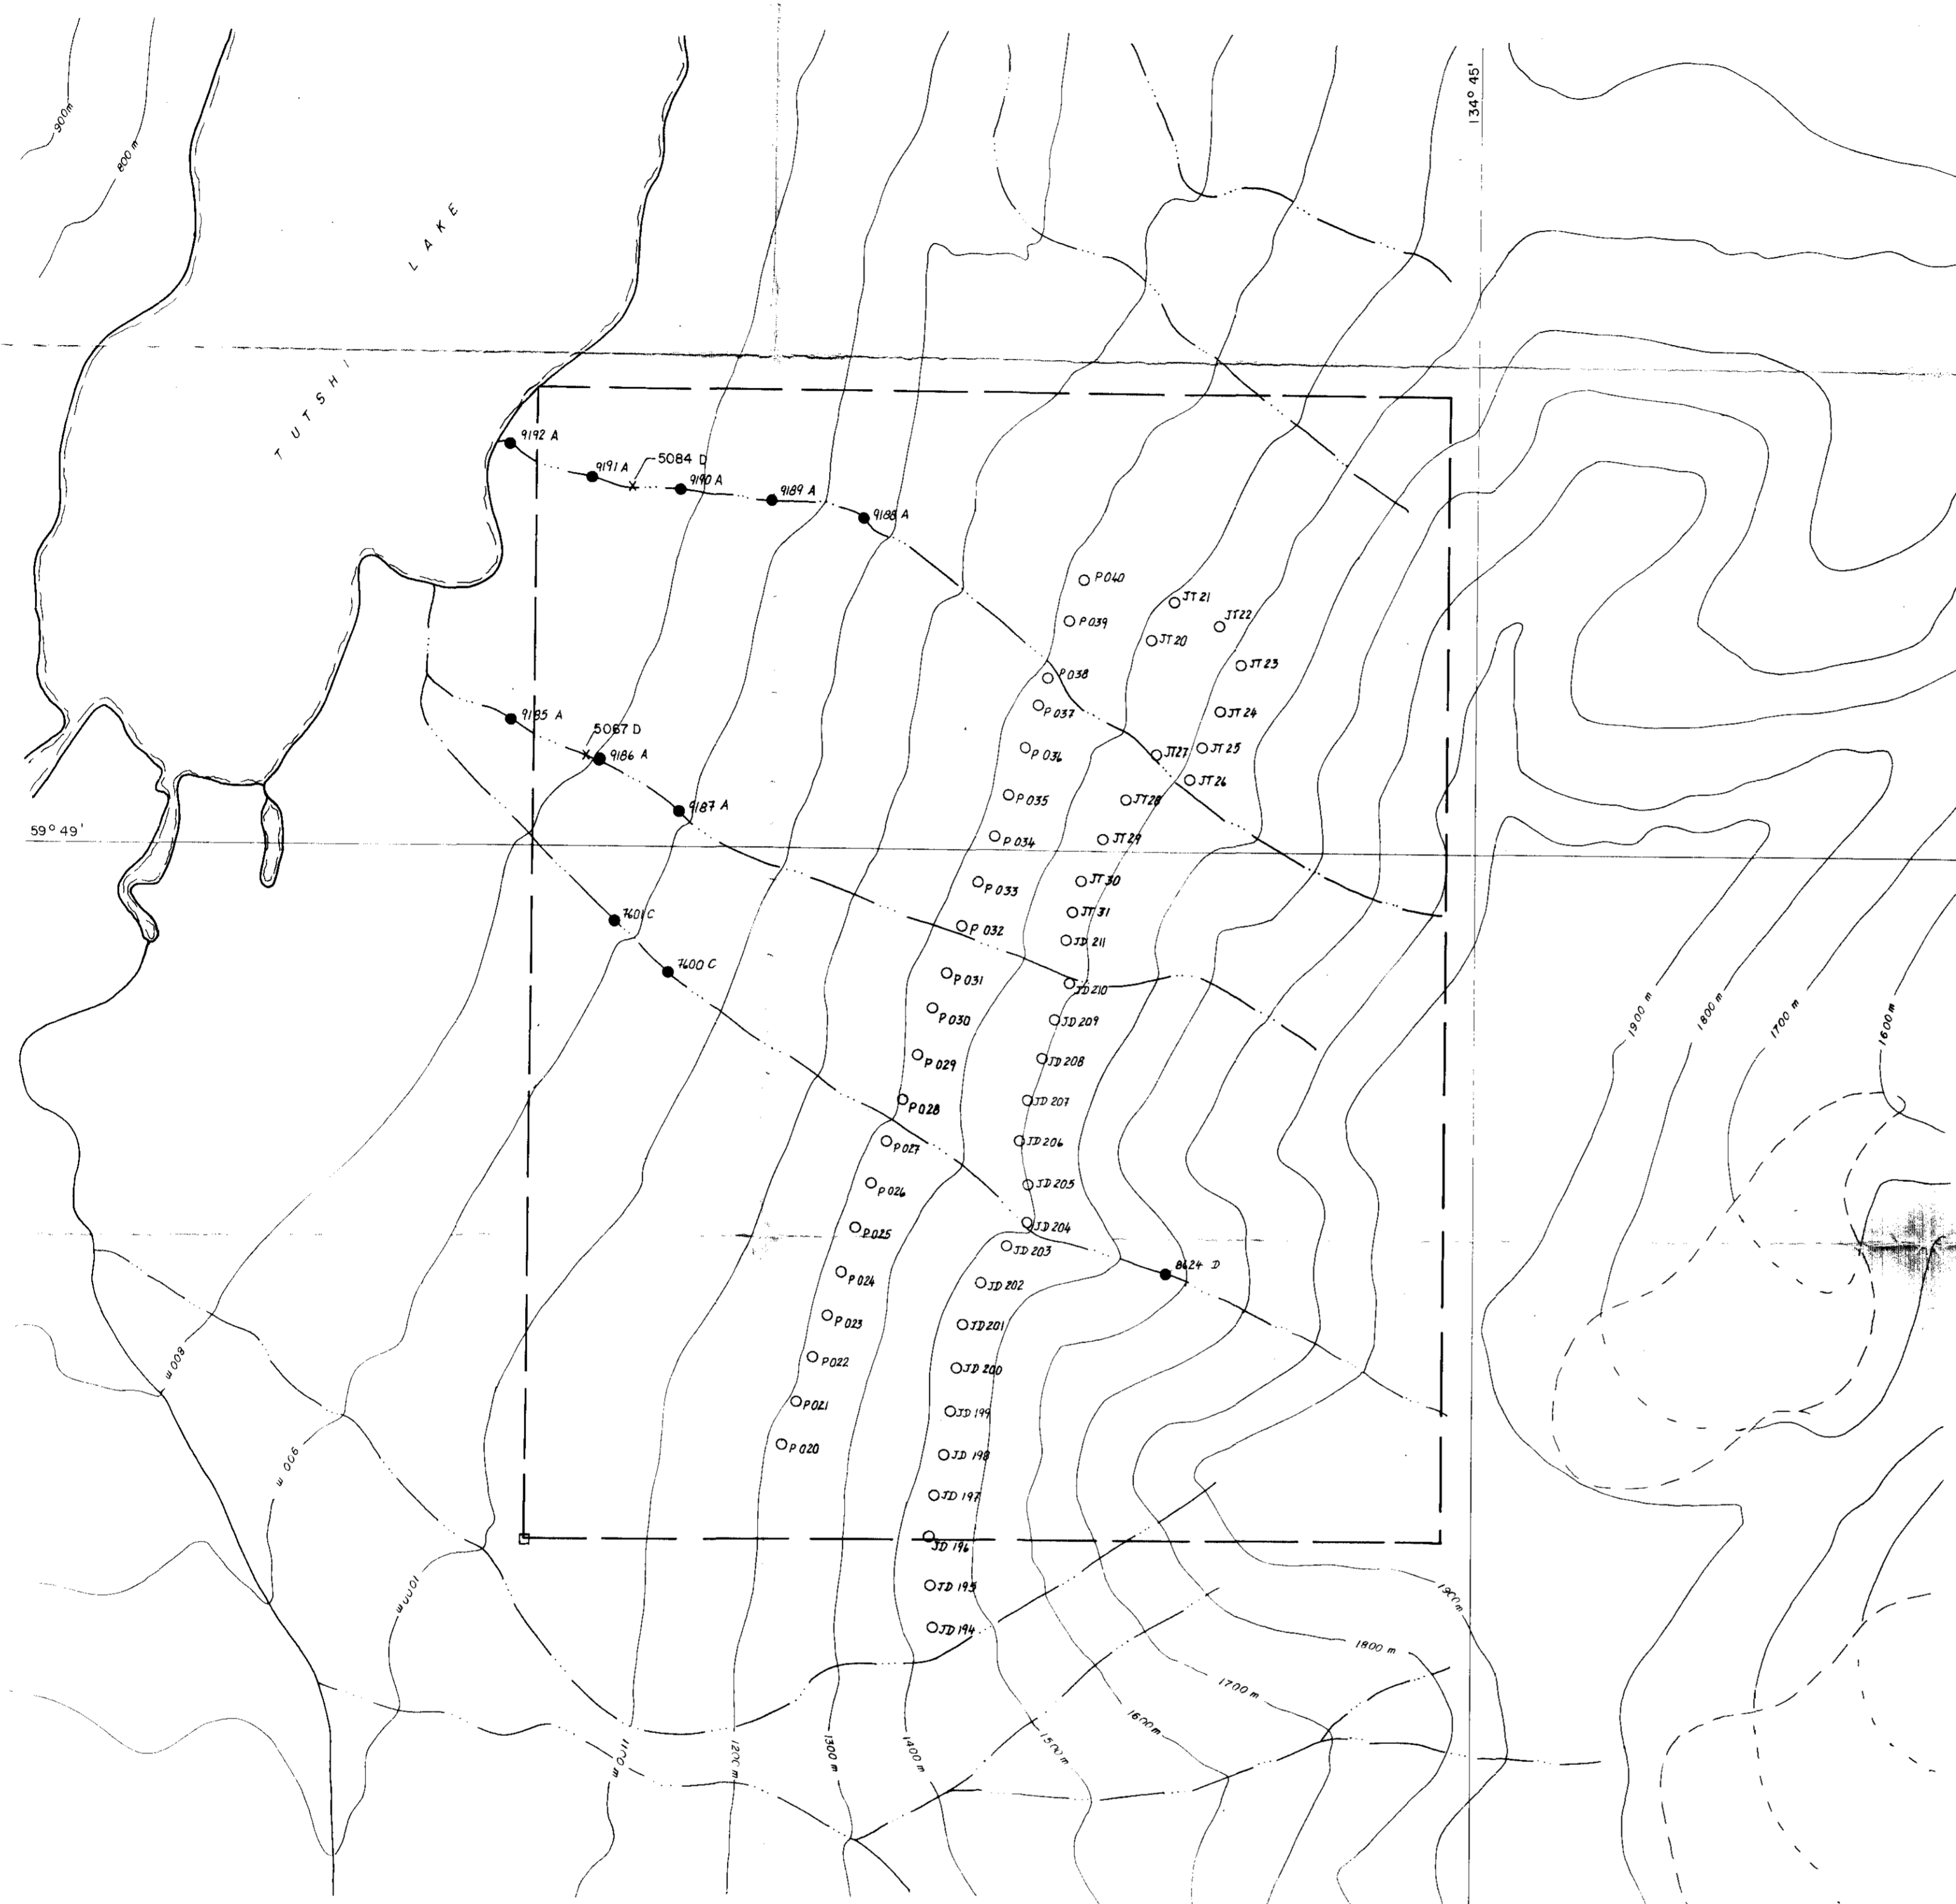 134° 45'
900m
800 m
LAKE
TUTSHI
9192 A
9191 A
5084 D
9190 A
9189 A
9188 A
P 040
JT 21
JT 22
P 039
JT 20
JT 23
P 038
P 037
JT 24
9185 A
5067 D
9186 A
P 036
JT 27
JT 25
JT 26
P 035
JT 28
9187 A
59° 49'
P 034
JT 29
P 033
JT 30
7601 C
P 032
JT 31
JD 211
7600 C
P 031
JD 210
P 030
JD 209
1900 m
1800 m
1700 m
1600 m
P 029
JD 208
P 028
JD 207
P 027
JD 206
P 026
JD 205
P 025
JD 204
JD 203
8624 D
P 024
JD 202
P 023
JD 201
800 m
P 022
JD 200
P 021
JD 199
P 020
JD 198
900 m
JD 197
JD 196
1000 m
JD 195
1900 m
JD 194
1800 m
1700 m
1600 m
1500 m
1400 m
1300 m
1200 m
1100 m